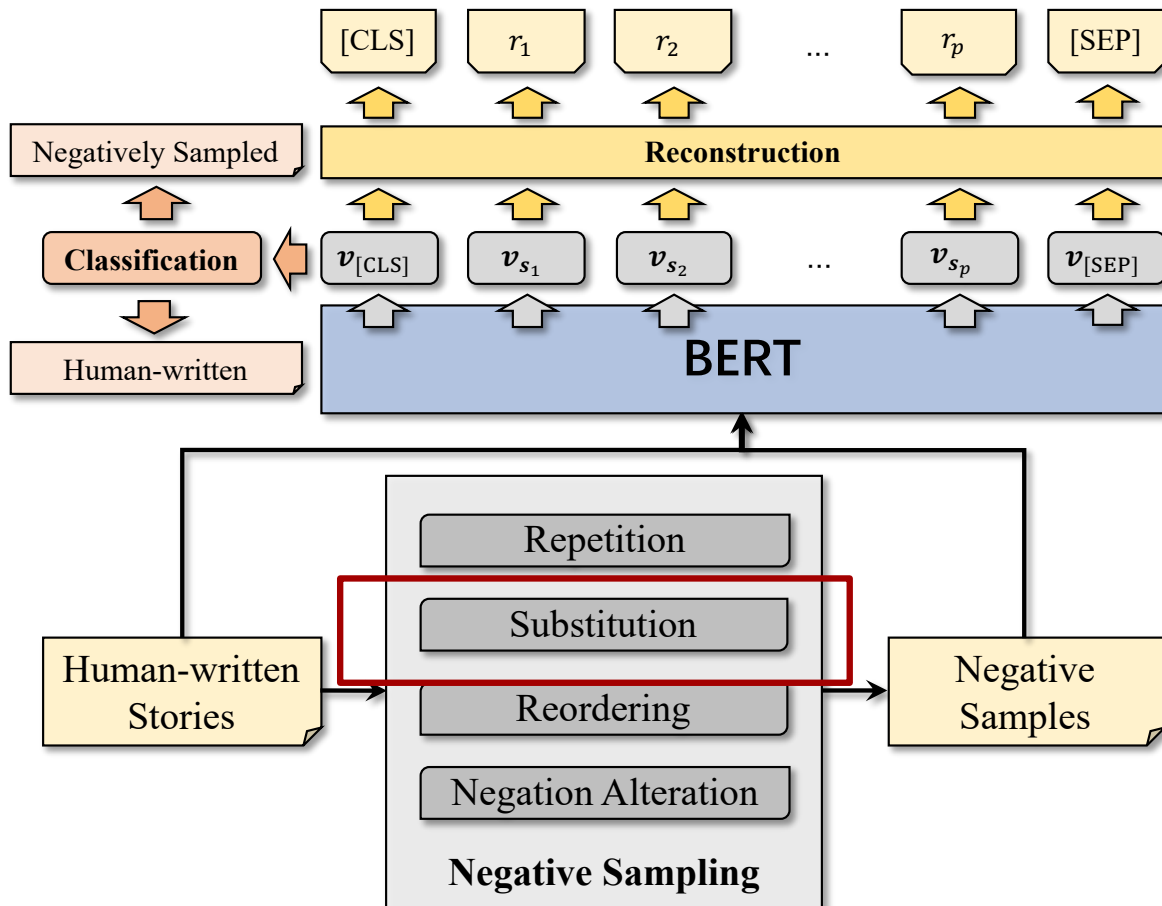 [CLS] r₁ r₂ ... rₚ [SEP]
Negatively Sampled
Reconstruction
Classification
v[CLS] vs₁ vs₂ ... vsₚ v[SEP]
Human-written
BERT
Repetition
Substitution
Human-written
Stories
Reordering
Negative
Samples
Negation Alteration
Negative Sampling